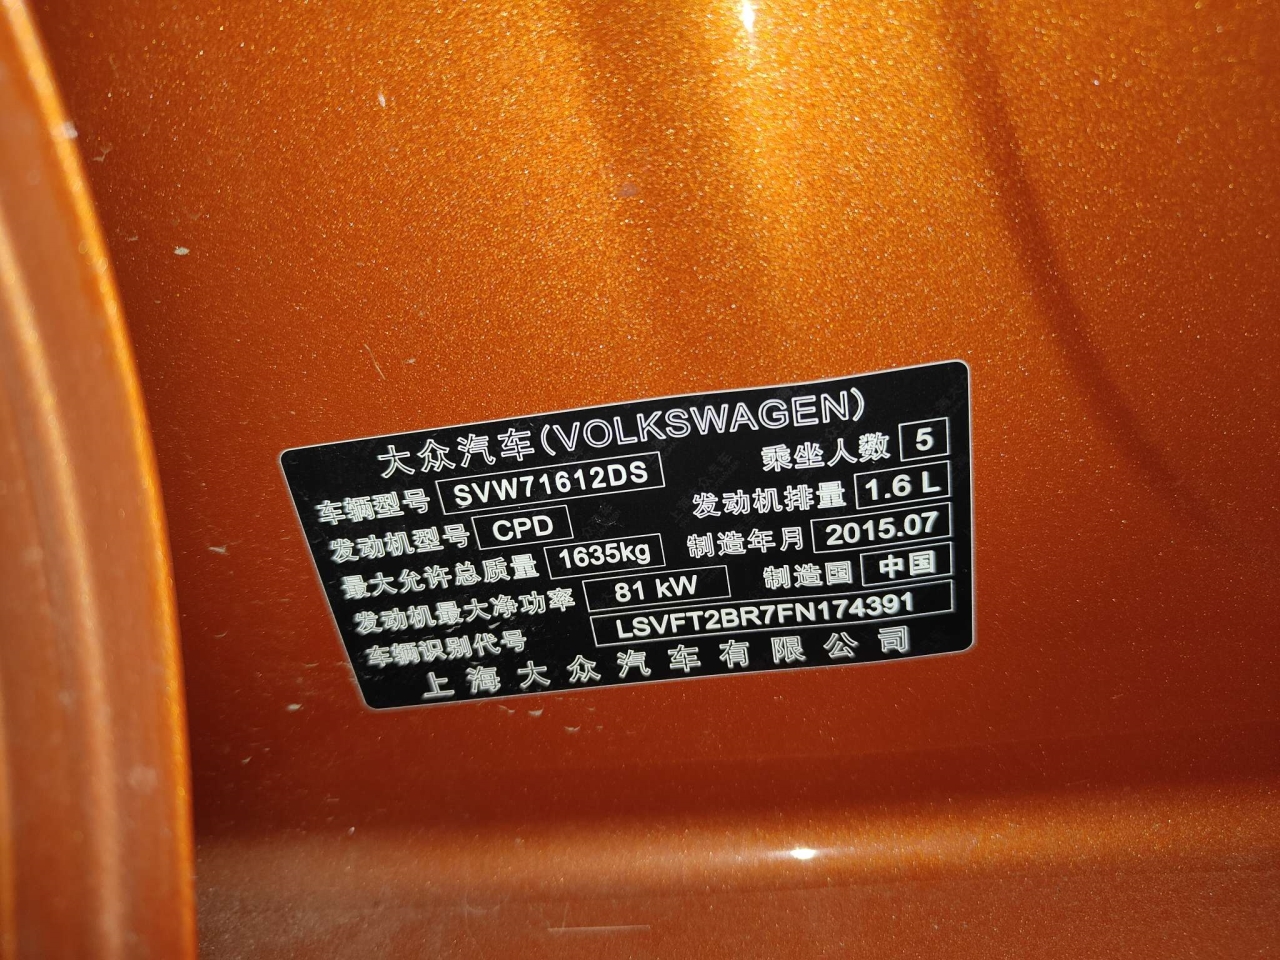 大众汽车(VOLKSWAGEN)
车辆型号 SVW71612DS 乘坐人数 5
发动机型号 CPD 发动机排量 1.6 L
最大允许总质量 1635kg 制造年月 2015.07
发动机最大净功率 81 kW 制造国 中国
车辆识别代号 LSVFT2BR7FN174391
上海大众汽车有限公司